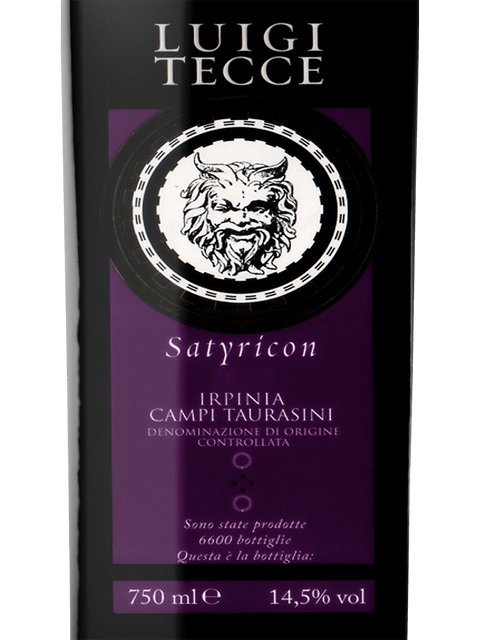 LUIGI
TECCE
Satyricon
IRPINIA
CAMPI TAURASINI
DENOMINAZIONE DI ORIGINE
CONTROLLATA
Sono state prodotte
6600 bottiglie
Questa è la bottiglia:
750 ml ℮ 14,5% vol